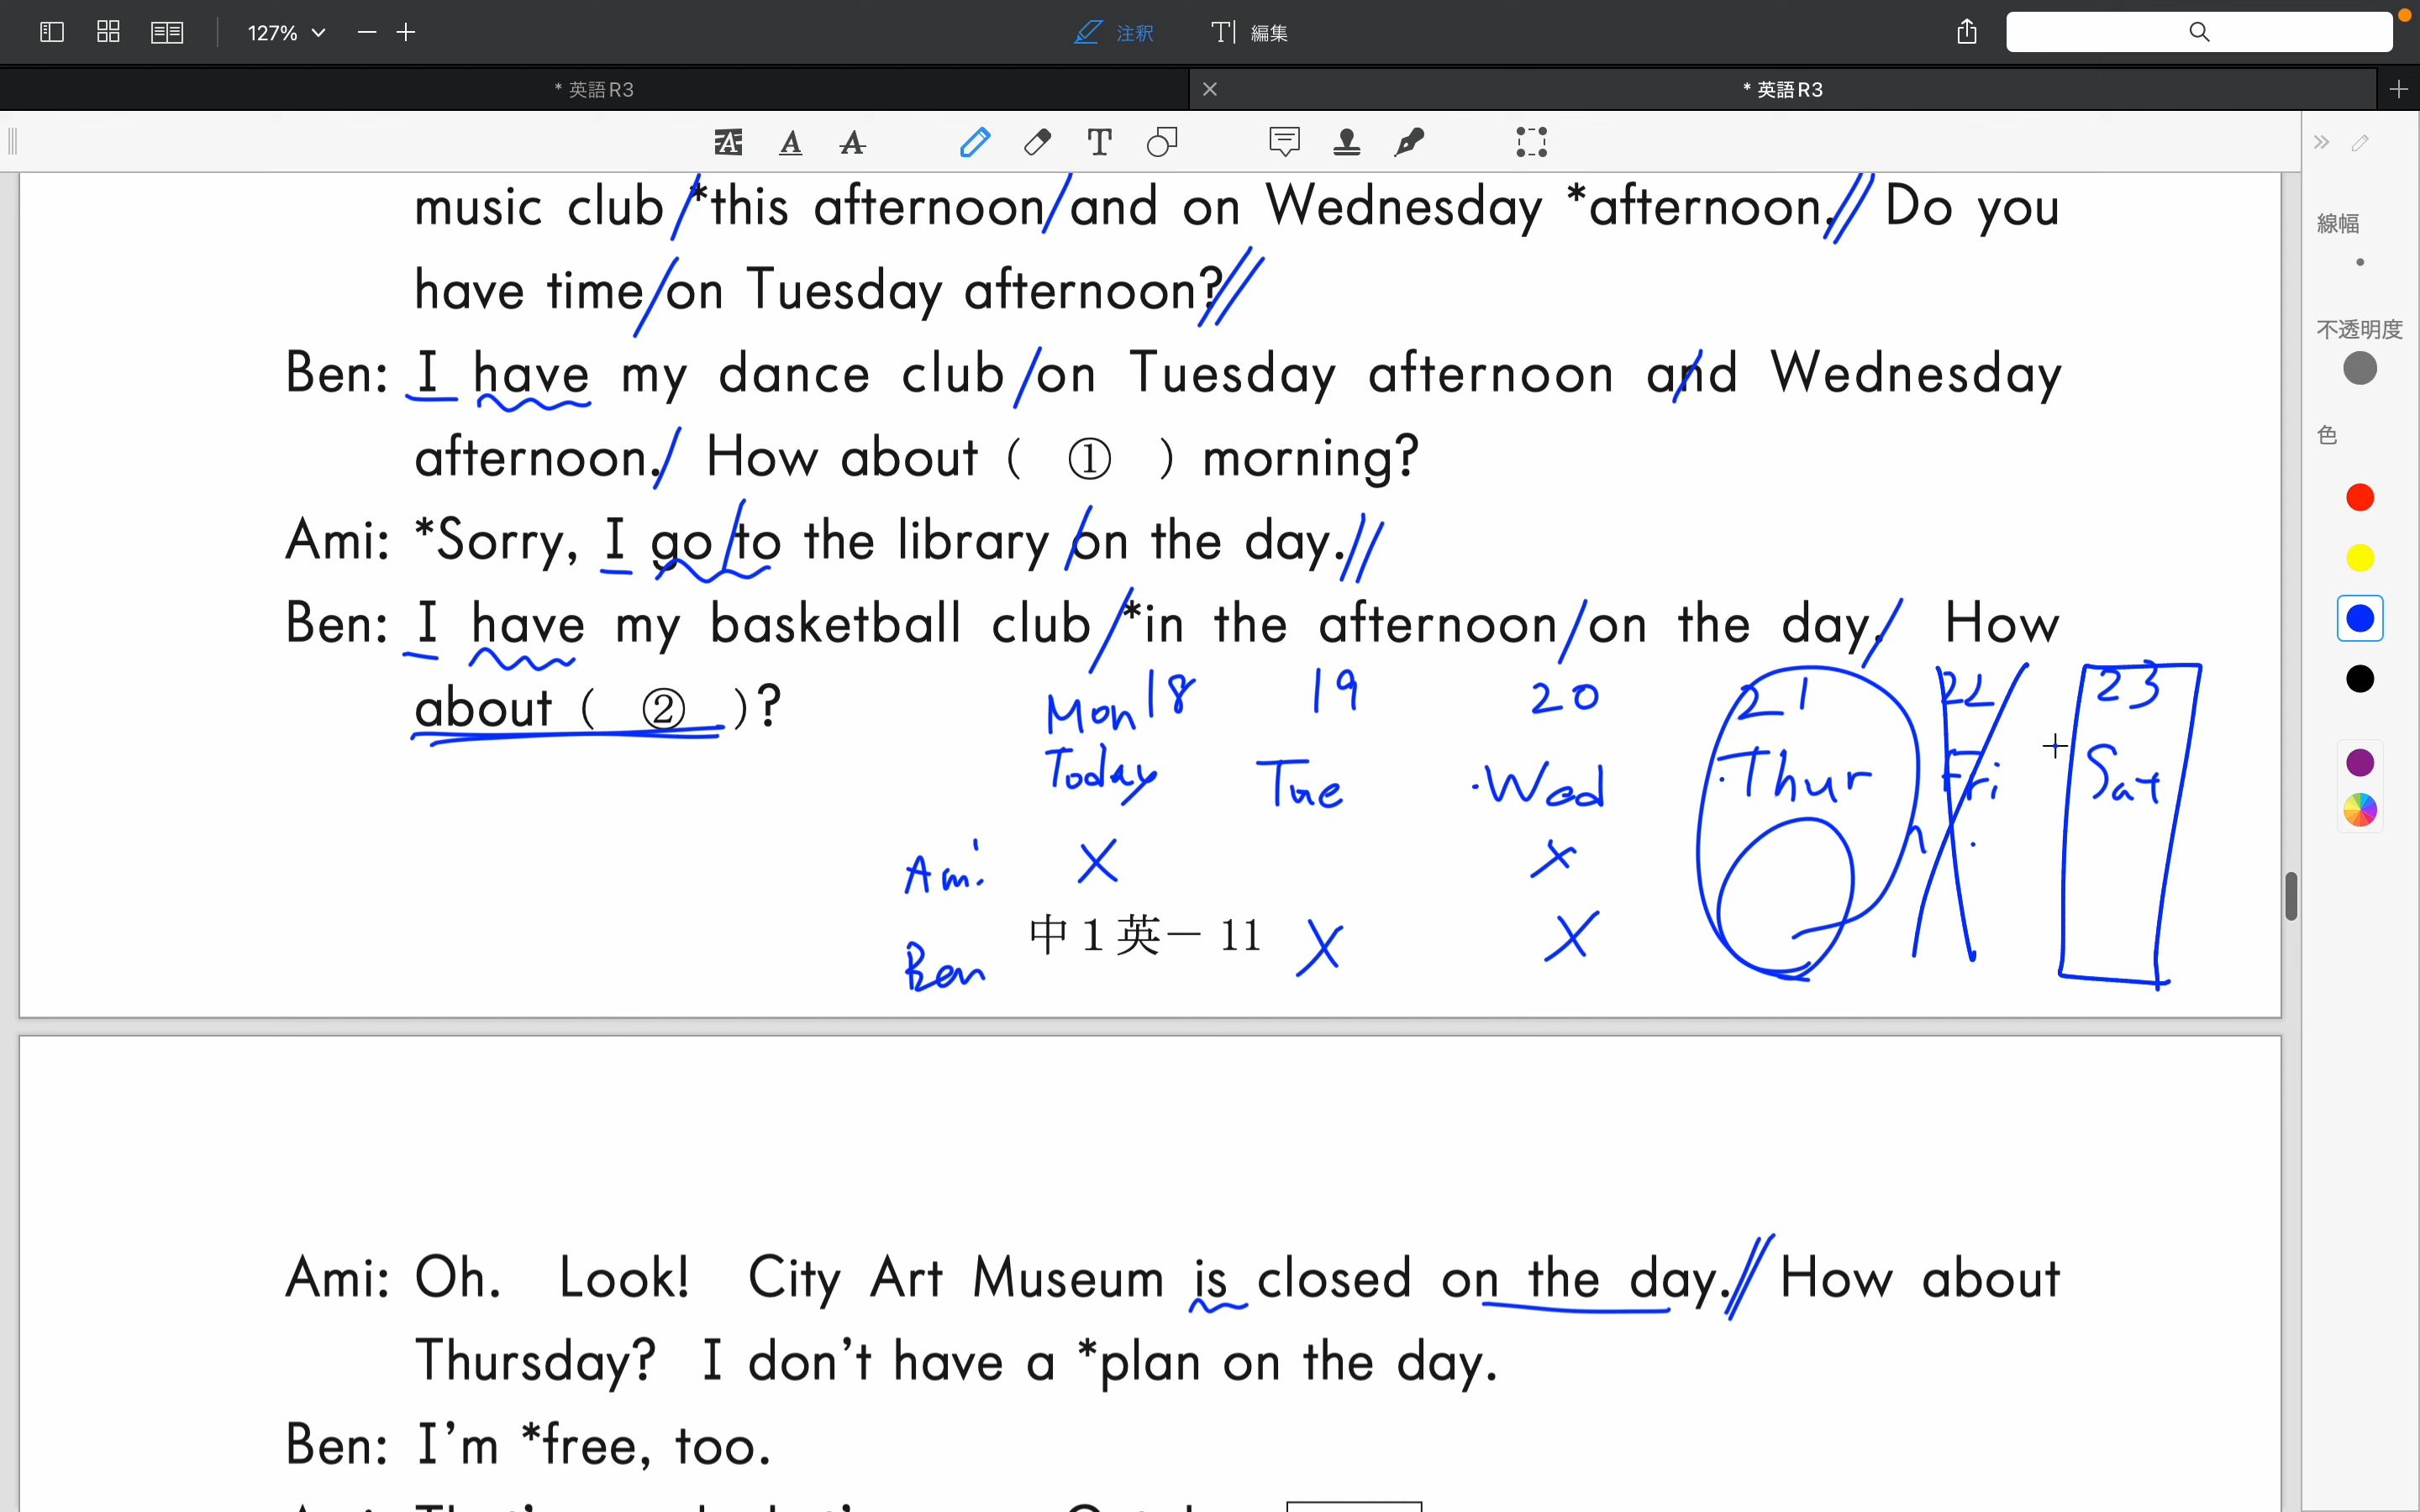 127%
注釈
編集
* 英語R3
* 英語R3
線幅
不透明度
色
music club *this afternoon and on Wednesday *afternoon. Do you
have time on Tuesday afternoon?
Ben: I have my dance club on Tuesday afternoon and Wednesday
afternoon. How about ( ① ) morning?
Ami: *Sorry, I go to the library on the day.
Ben: I have my basketball club *in the afternoon on the day. How
about ( ② )?
Mon 18 19 20 21 22 23
Today Tue Wed Thur Fri Sat
Ami X X
Ben X X
中1英－11
Ami: Oh. Look! City Art Museum is closed on the day. How about
Thursday? I don't have a *plan on the day.
Ben: I'm *free, too.